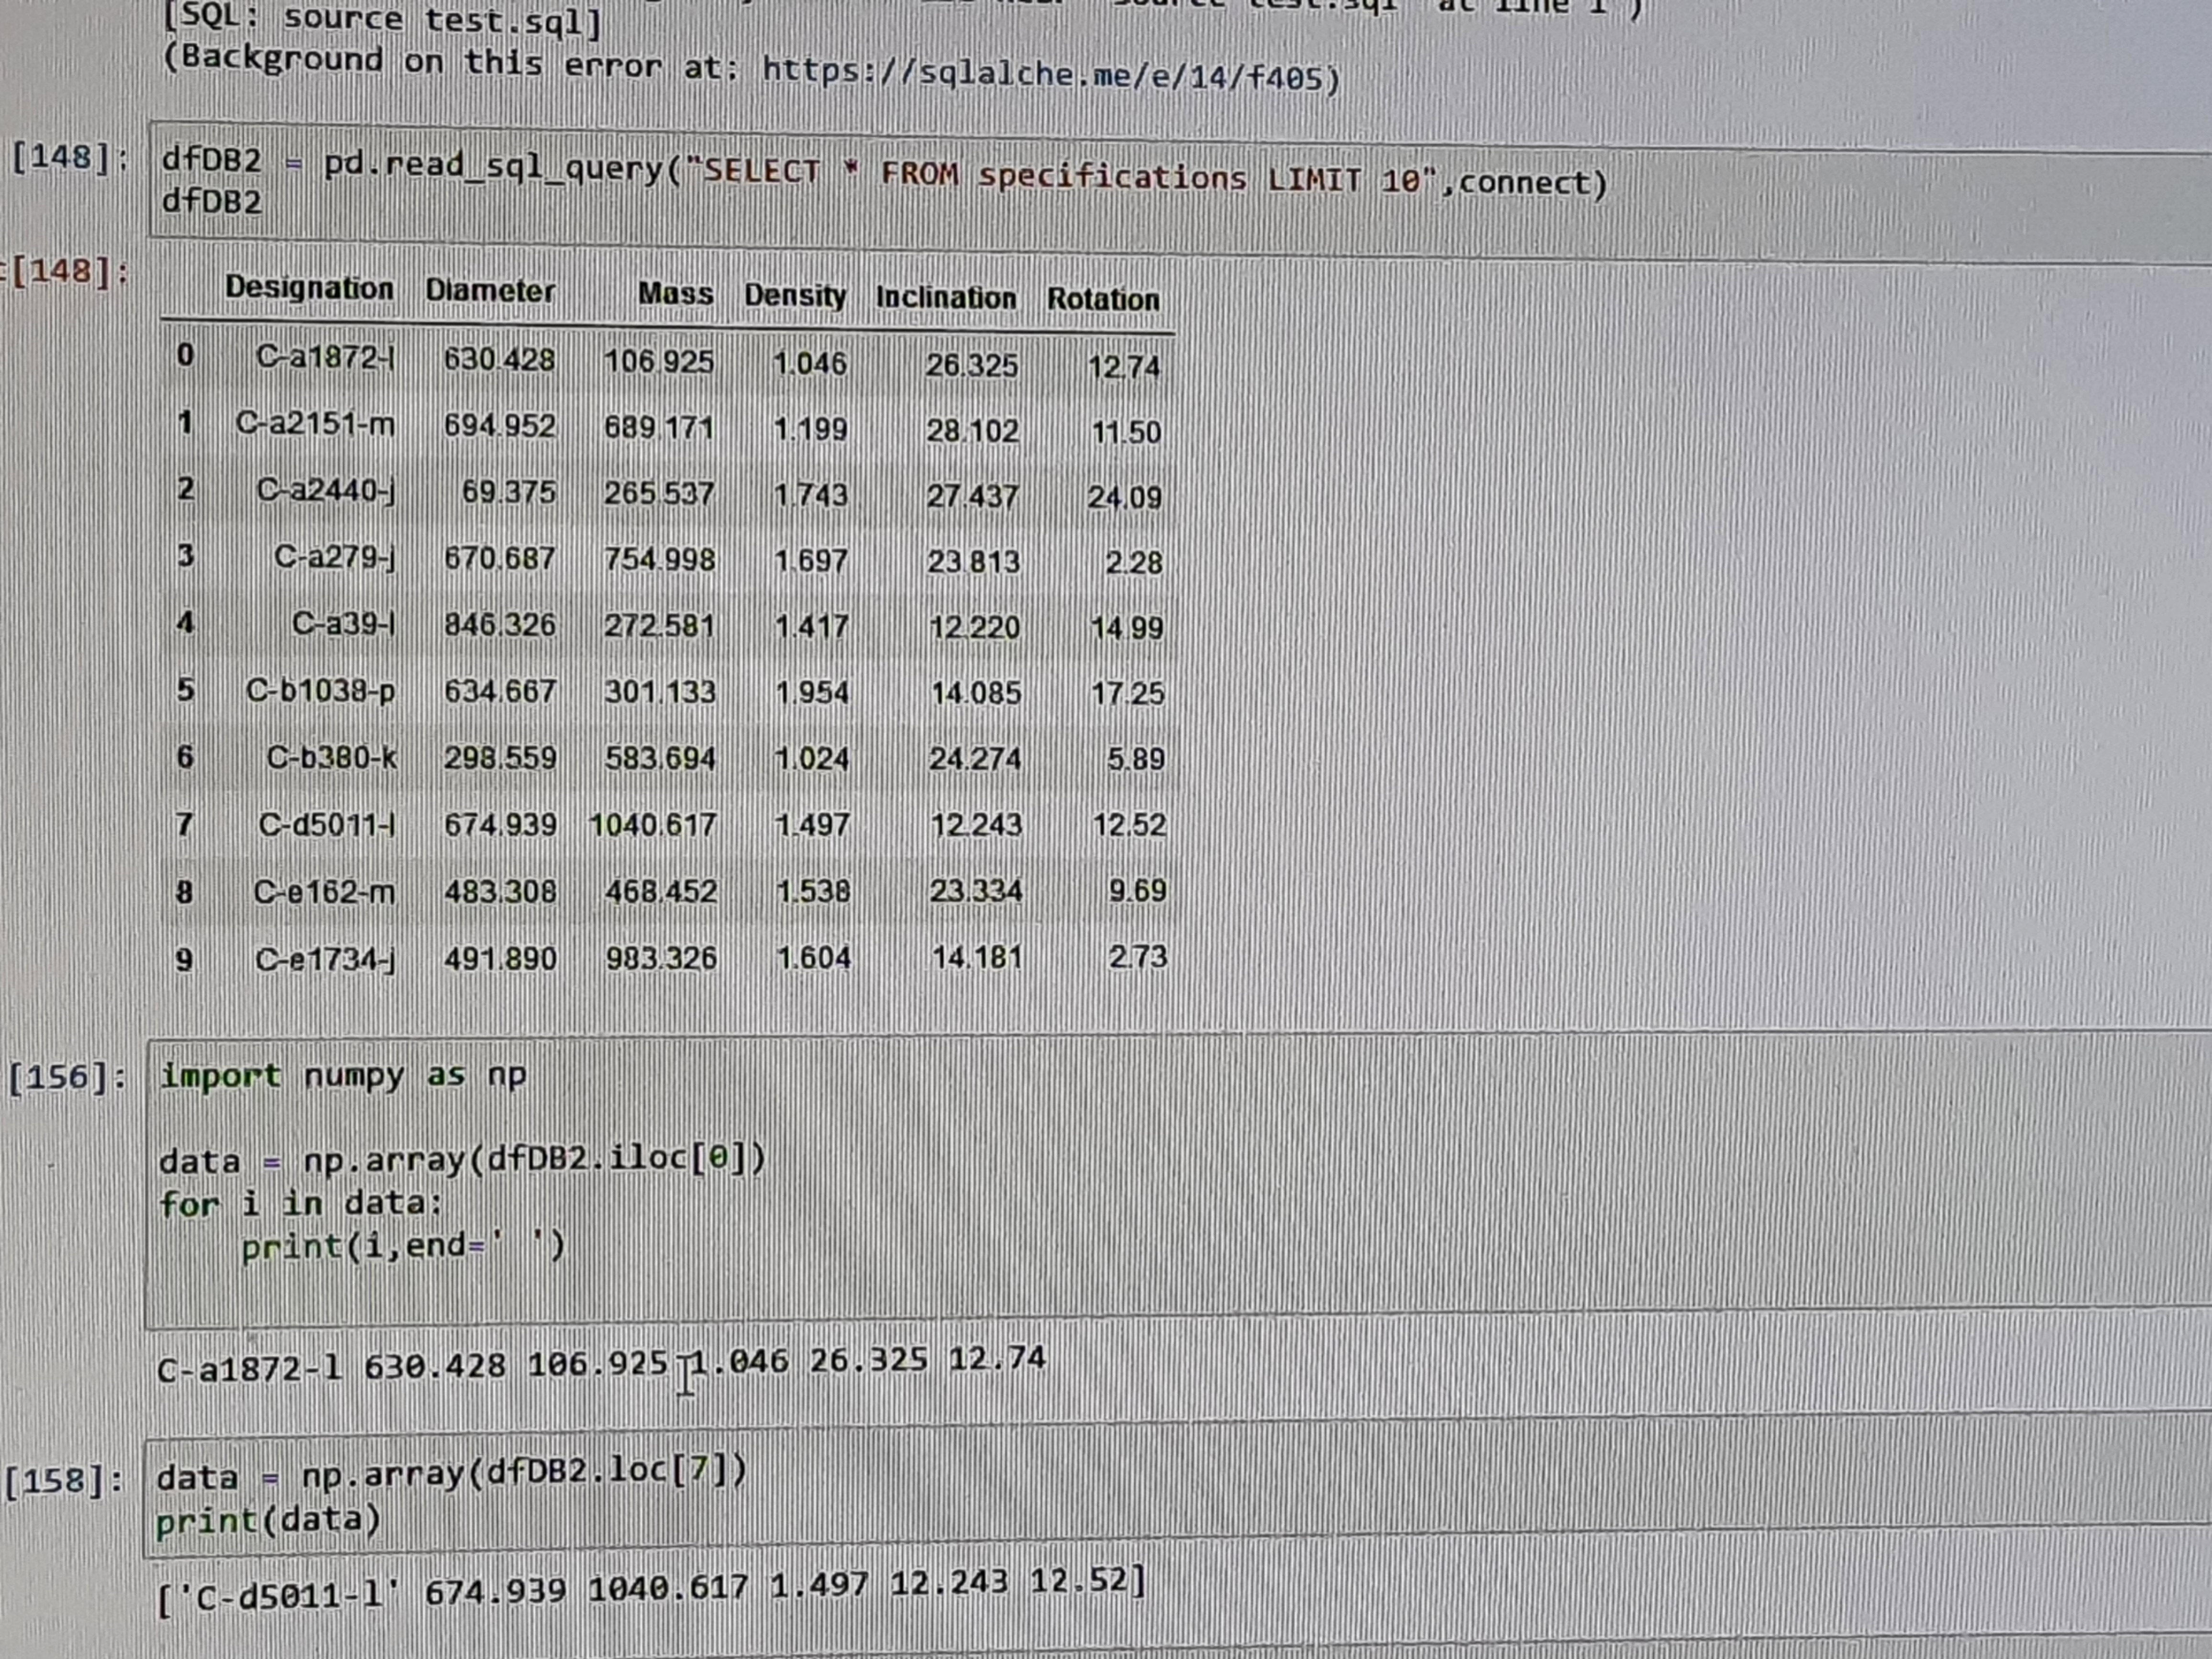 [SQL: source test.sql]
(Background on this error at: https://sqlalche.me/e/14/f405)
[148]: dfDB2 = pd.read_sql_query("SELECT * FROM specifications LIMIT 10",connect)
dfDB2
[148]:
Designation Diameter Mass Density Inclination Rotation
0 C-a1872-l 630.428 106.925 1.046 26.325 12.74
1 C-a2151-m 694.952 689.171 1.199 28.102 11.50
2 C-a2440-j 69.375 265.537 1.743 27.437 24.09
3 C-a279-j 670.687 754.998 1.697 23.813 2.28
4 C-a39-l 846.326 272.581 1.417 12.220 14.99
5 C-b1038-p 634.667 301.133 1.954 14.085 17.25
6 C-b380-k 298.559 583.694 1.024 24.274 5.89
7 C-d5011-l 674.939 1040.617 1.497 12.243 12.52
8 C-e162-m 483.308 468.452 1.538 23.334 9.69
9 C-e1734-j 491.890 983.326 1.604 14.181 2.73
[156]: import numpy as np
data = np.array(dfDB2.iloc[0])
for i in data:
print(i,end=' ')
C-a1872-l 630.428 106.925 1.046 26.325 12.74
[158]: data = np.array(dfDB2.loc[7])
print(data)
['C-d5011-l' 674.939 1040.617 1.497 12.243 12.52]